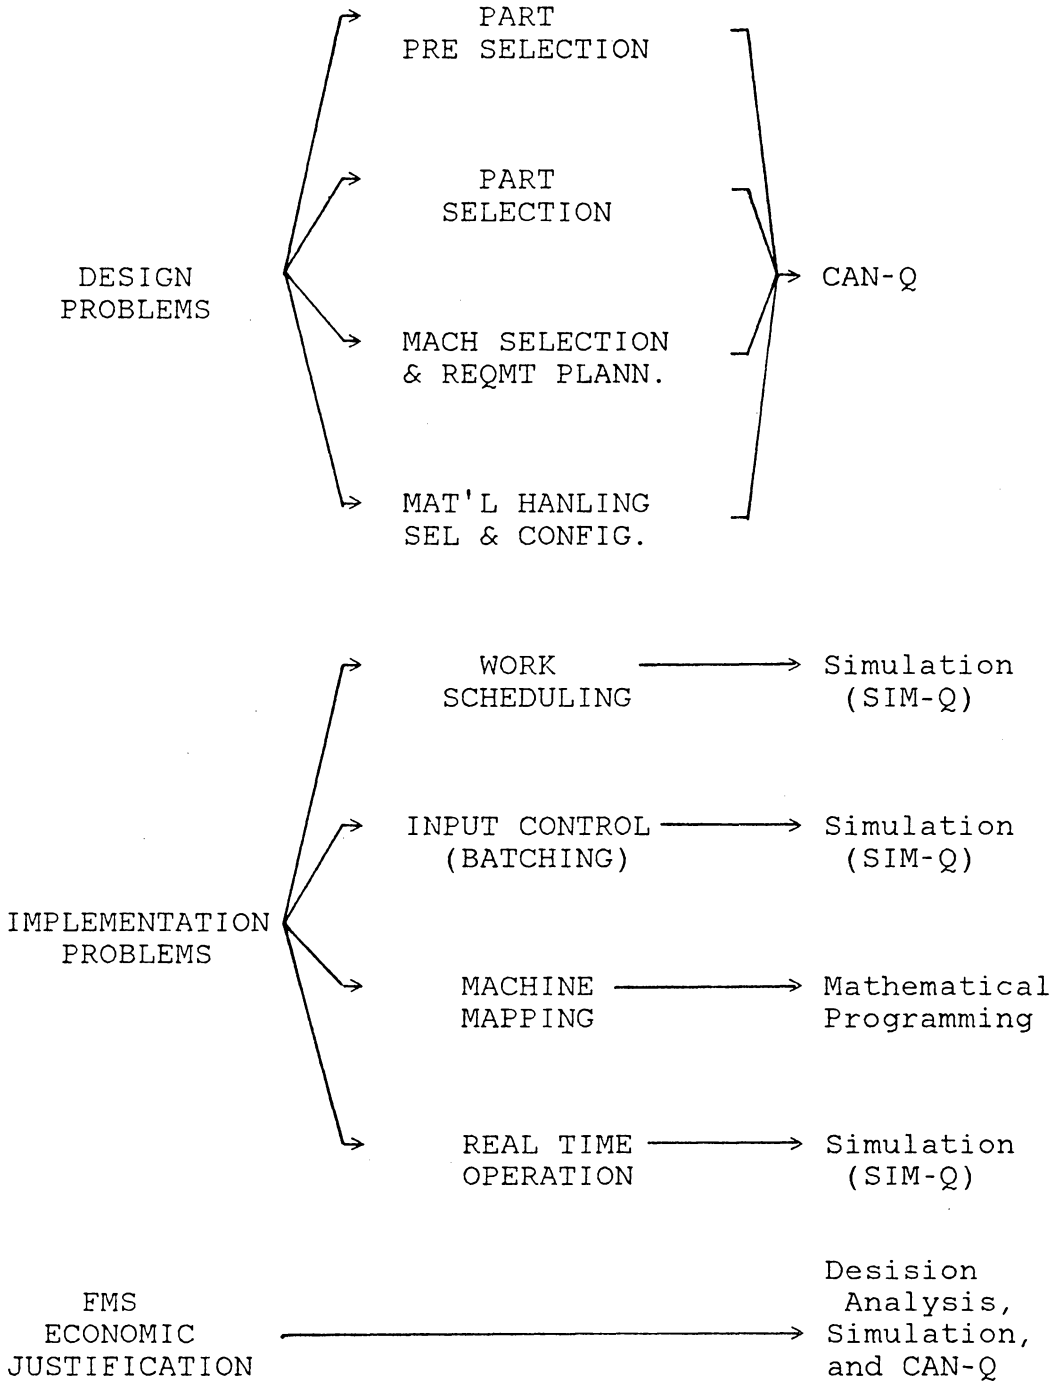 PART
PRE SELECTION
PART
SELECTION
DESIGN
PROBLEMS
CAN-Q
MACH SELECTION
& REQMT PLANN.
MAT'L HANLING
SEL & CONFIG.
WORK
SCHEDULING
Simulation
(SIM-Q)
INPUT CONTROL
(BATCHING)
Simulation
(SIM-Q)
IMPLEMENTATION
PROBLEMS
MACHINE
MAPPING
Mathematical
Programming
REAL TIME
OPERATION
Simulation
(SIM-Q)
FMS
ECONOMIC
JUSTIFICATION
Desision
Analysis,
Simulation,
and CAN-Q